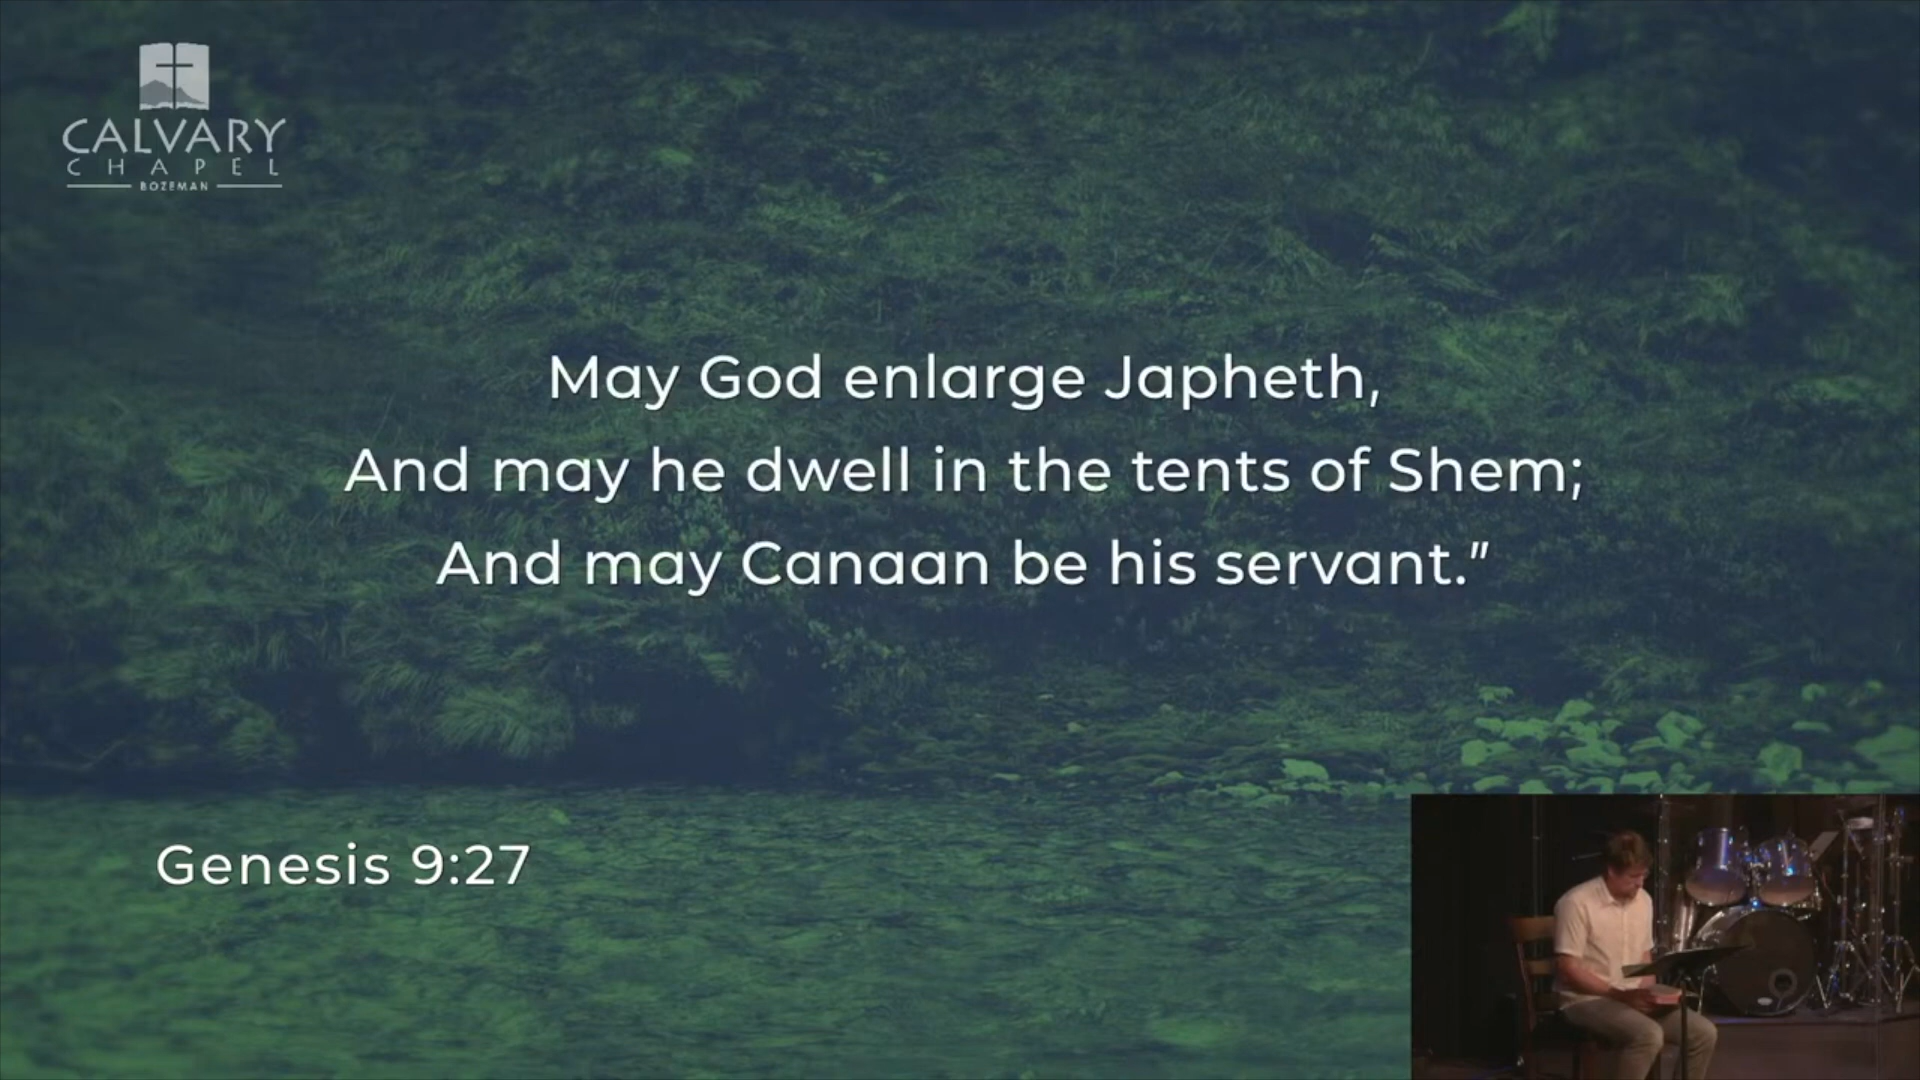 CALVARY
CHAPEL
BOZEMAN
May God enlarge Japheth,
And may he dwell in the tents of Shem;
And may Canaan be his servant.”
Genesis 9:27